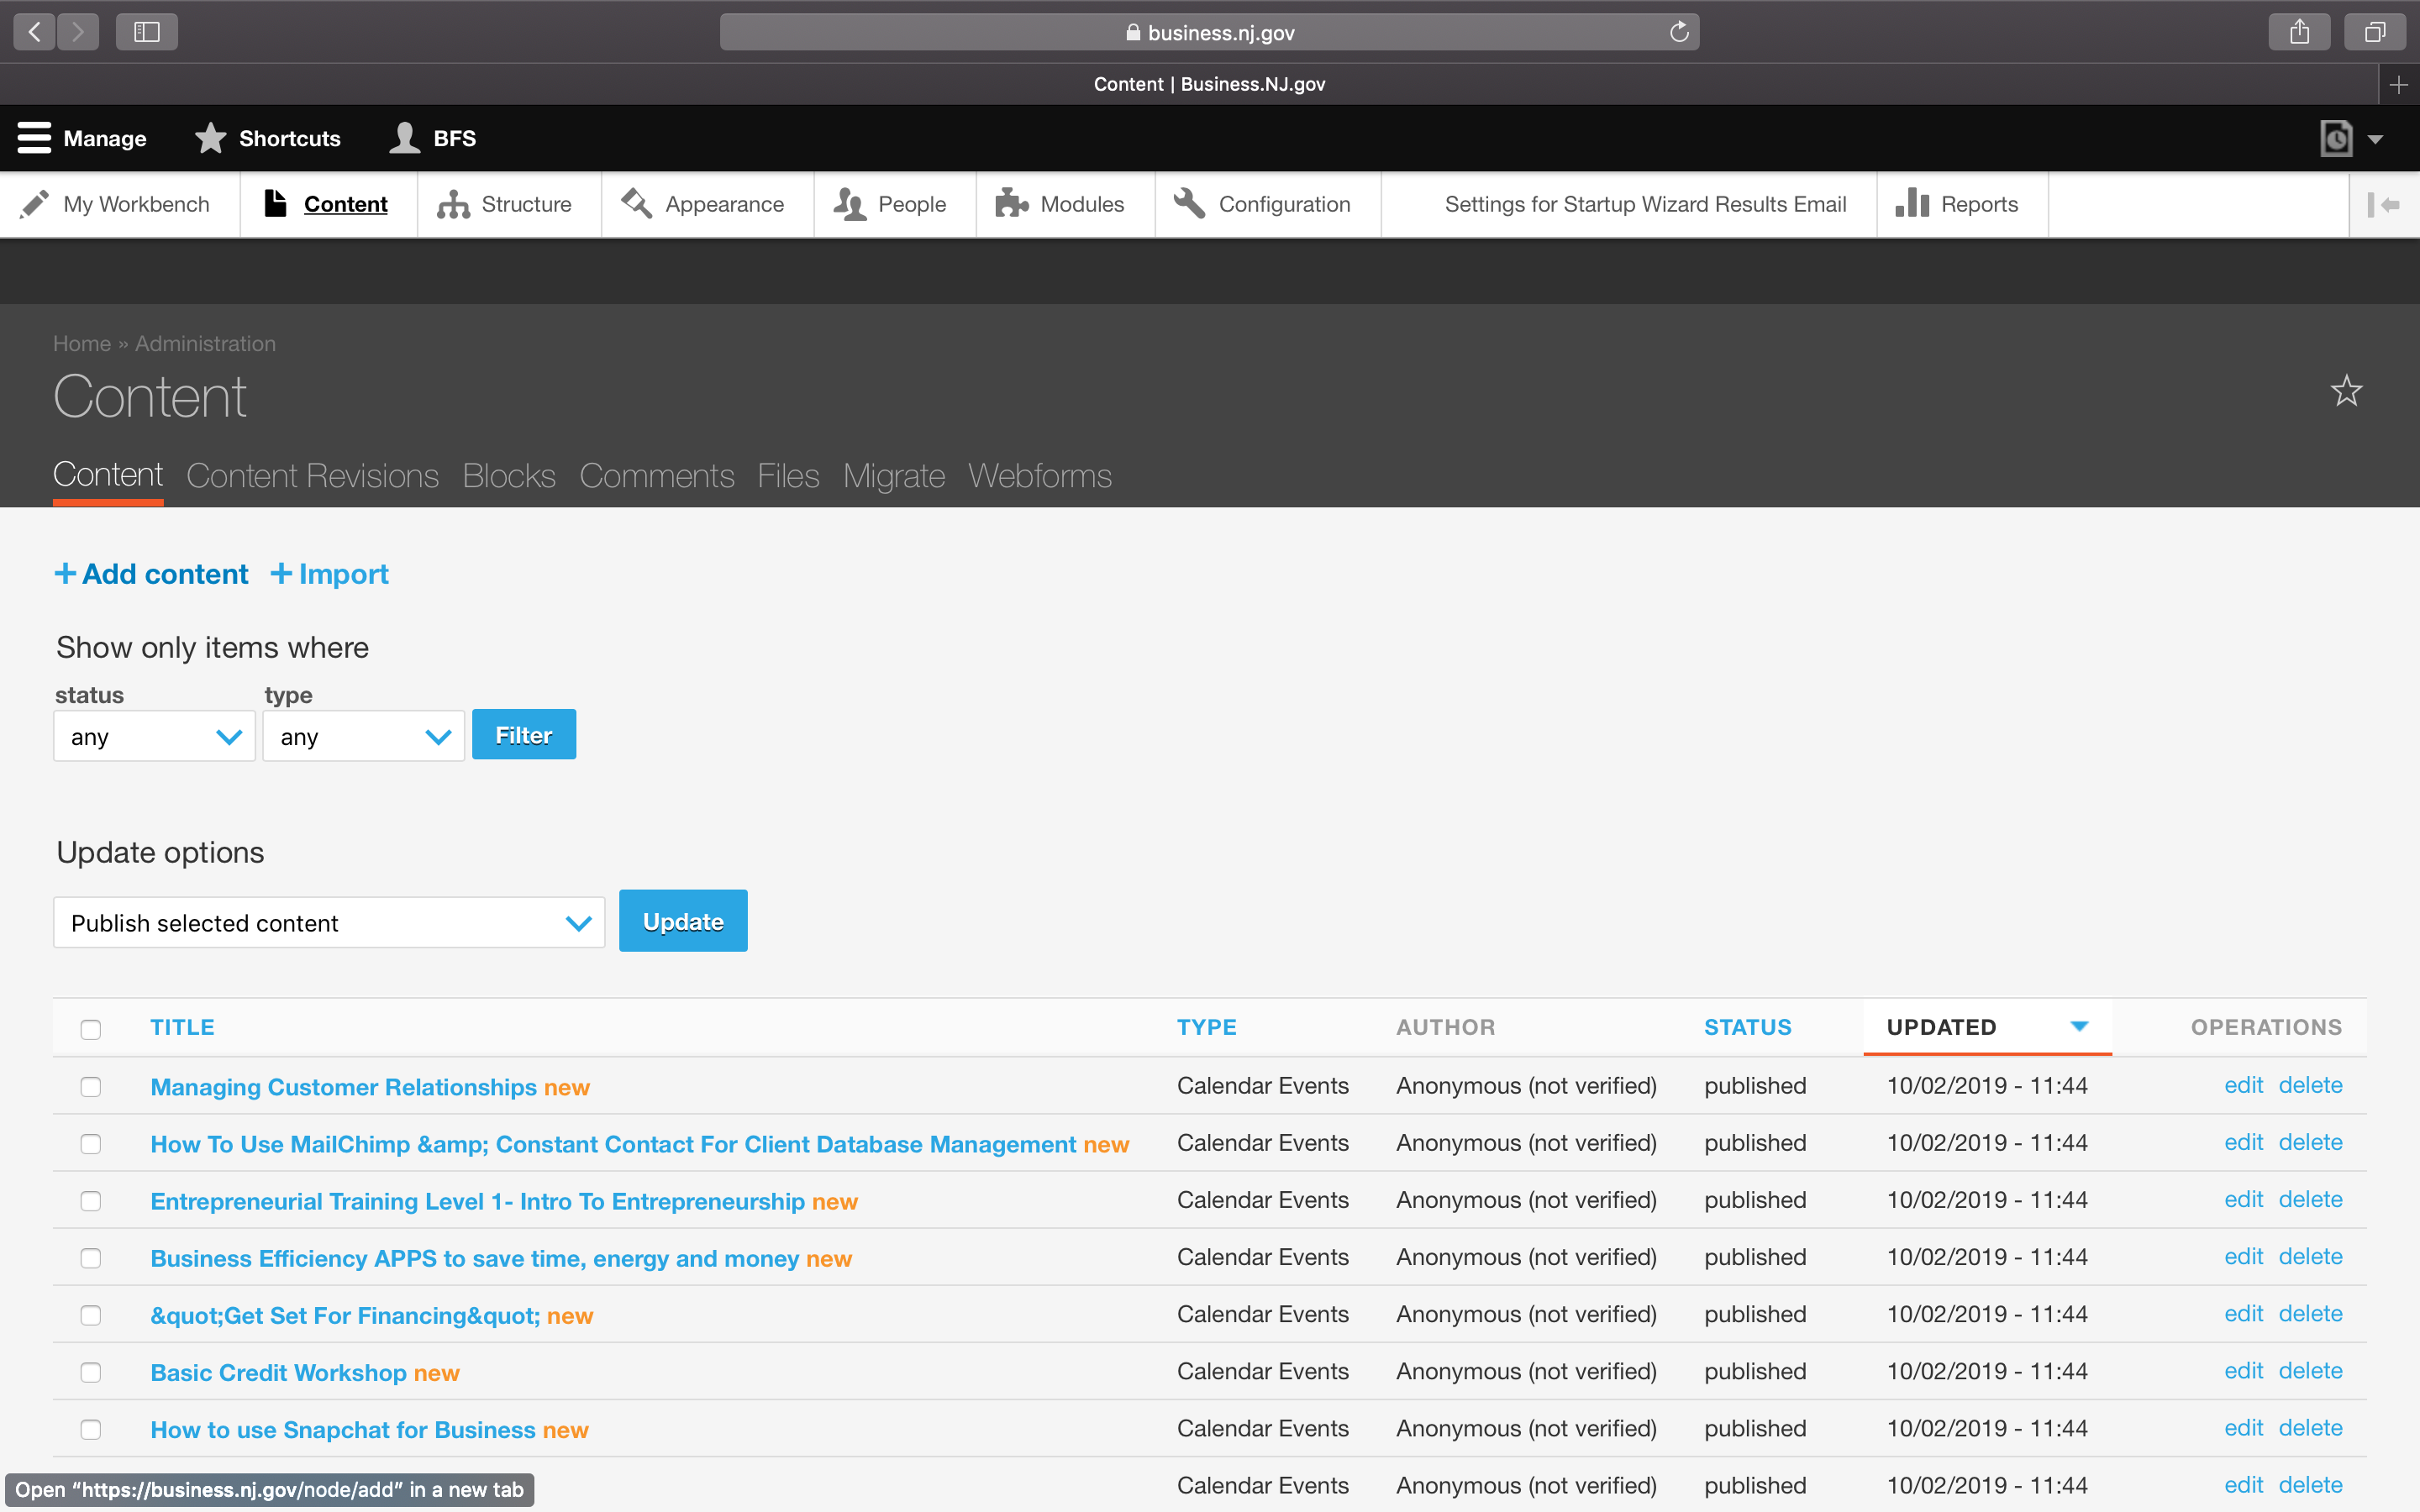 business.nj.gov
Content | Business.NJ.gov
Manage Shortcuts BFS
My Workbench Content Structure Appearance People Modules Configuration Settings for Startup Wizard Results Email Reports
Home » Administration
Content
Content Content Revisions Blocks Comments Files Migrate Webforms
+ Add content + Import
Show only items where
status type
any any Filter
Update options
Publish selected content Update
TITLE TYPE AUTHOR STATUS UPDATED OPERATIONS
Managing Customer Relationships new Calendar Events Anonymous (not verified) published 10/02/2019 - 11:44 edit delete
How To Use MailChimp &amp; Constant Contact For Client Database Management new Calendar Events Anonymous (not verified) published 10/02/2019 - 11:44 edit delete
Entrepreneurial Training Level 1- Intro To Entrepreneurship new Calendar Events Anonymous (not verified) published 10/02/2019 - 11:44 edit delete
Business Efficiency APPS to save time, energy and money new Calendar Events Anonymous (not verified) published 10/02/2019 - 11:44 edit delete
&quot;Get Set For Financing&quot; new Calendar Events Anonymous (not verified) published 10/02/2019 - 11:44 edit delete
Basic Credit Workshop new Calendar Events Anonymous (not verified) published 10/02/2019 - 11:44 edit delete
How to use Snapchat for Business new Calendar Events Anonymous (not verified) published 10/02/2019 - 11:44 edit delete
Calendar Events Anonymous (not verified) published 10/02/2019 - 11:44 edit delete
Open “https://business.nj.gov/node/add” in a new tab